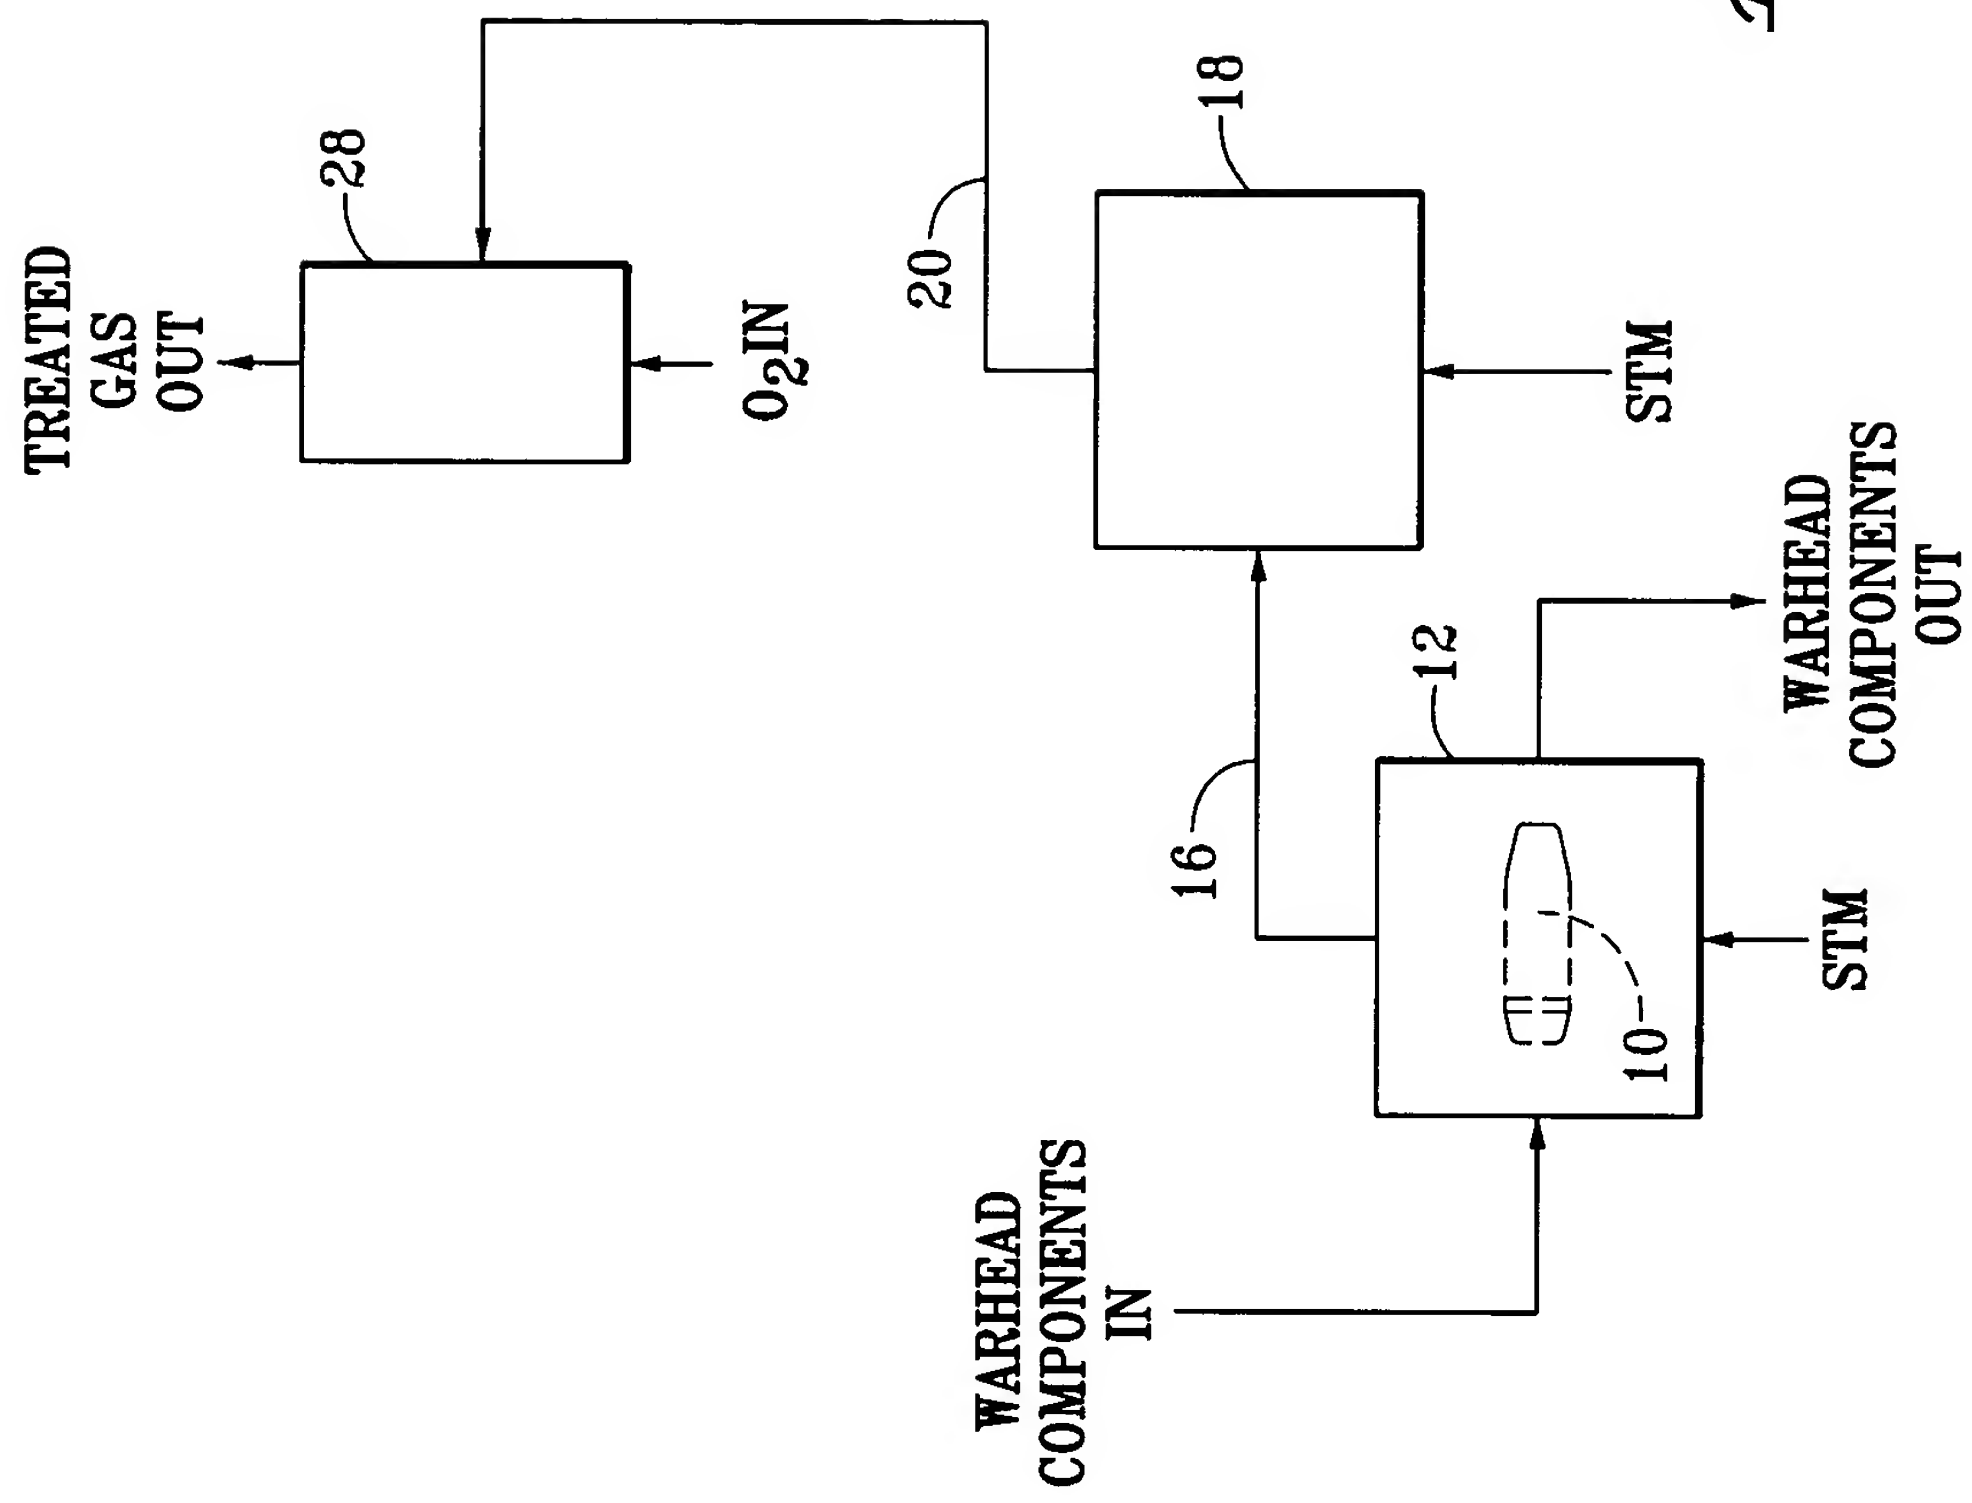 WARHEAD
COMPONENTS
IN
10
STM
12
16
WARHEAD
COMPONENTS
OUT
STM
18
20
O2IN
28
TREATED
GAS
OUT